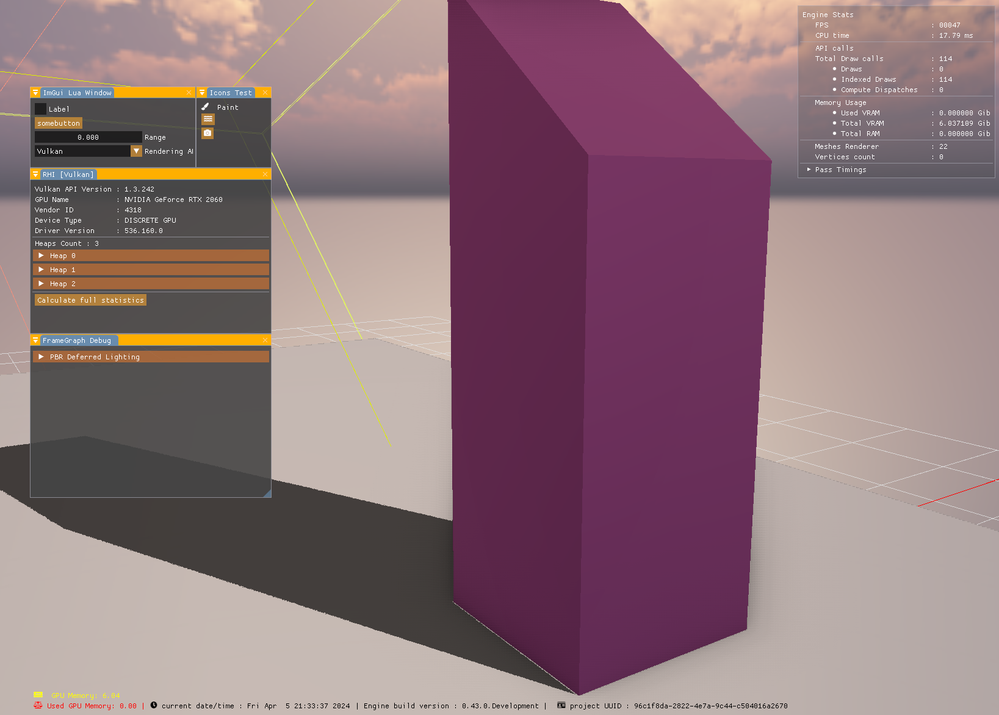 ImGui Lua Window
Icons Test
Label
somebutton
0.000 Range
Vulkan Rendering
Paint
RHI [Vulkan]
Vulkan API Version : 1.3.242
GPU Name : NVIDIA GeForce RTX 2060
Vendor ID : 4318
Device Type : DISCRETE GPU
Driver Version : 536.160.0
Heaps Count : 3
Heap 0
Heap 1
Heap 2
Calculate full statistics
FrameGraph Debug
PBR Deferred Lighting
Engine Stats
FPS : 00047
CPU time : 17.79 ms
API calls
Total Draw calls : 114
Draws : 0
Indexed Draws : 114
Compute Dispatches : 0
Memory Usage
Used VRAM : 0.000000 Gib
Total VRAM : 6.037109 Gib
Total RAM : 0.000000 Gib
Meshes Renderer : 22
Vertices count : 0
Pass Timings
GPU Memory: 6.04
Used GPU Memory: 0.00 | current date/time : Fri Apr  5 21:33:37 2024 | Engine build version : 0.43.0.Development | project UUID : 96c1f8da-2822-4e7a-9c44-c504016a2670